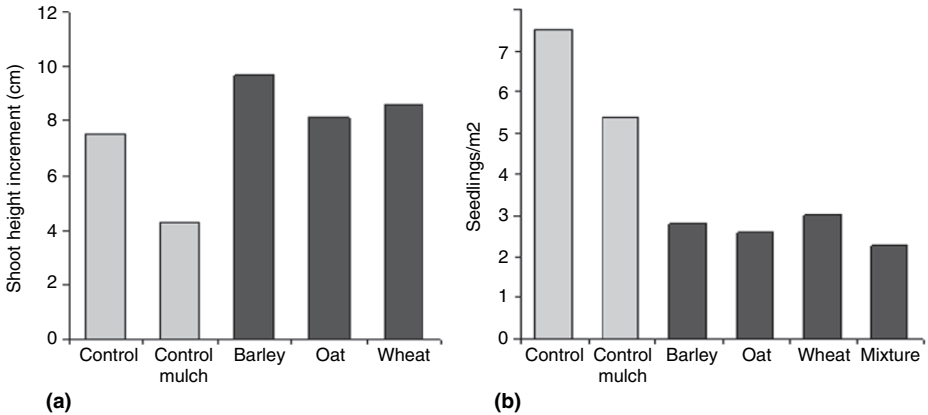 12
10
8
6
4
2
0
Shoot height increment (cm)
Control
Control
mulch
Barley
Oat
Wheat
(a)
7
6
5
4
3
2
1
0
Seedlings/m2
Control
Control
mulch
Barley
Oat
Wheat
Mixture
(b)